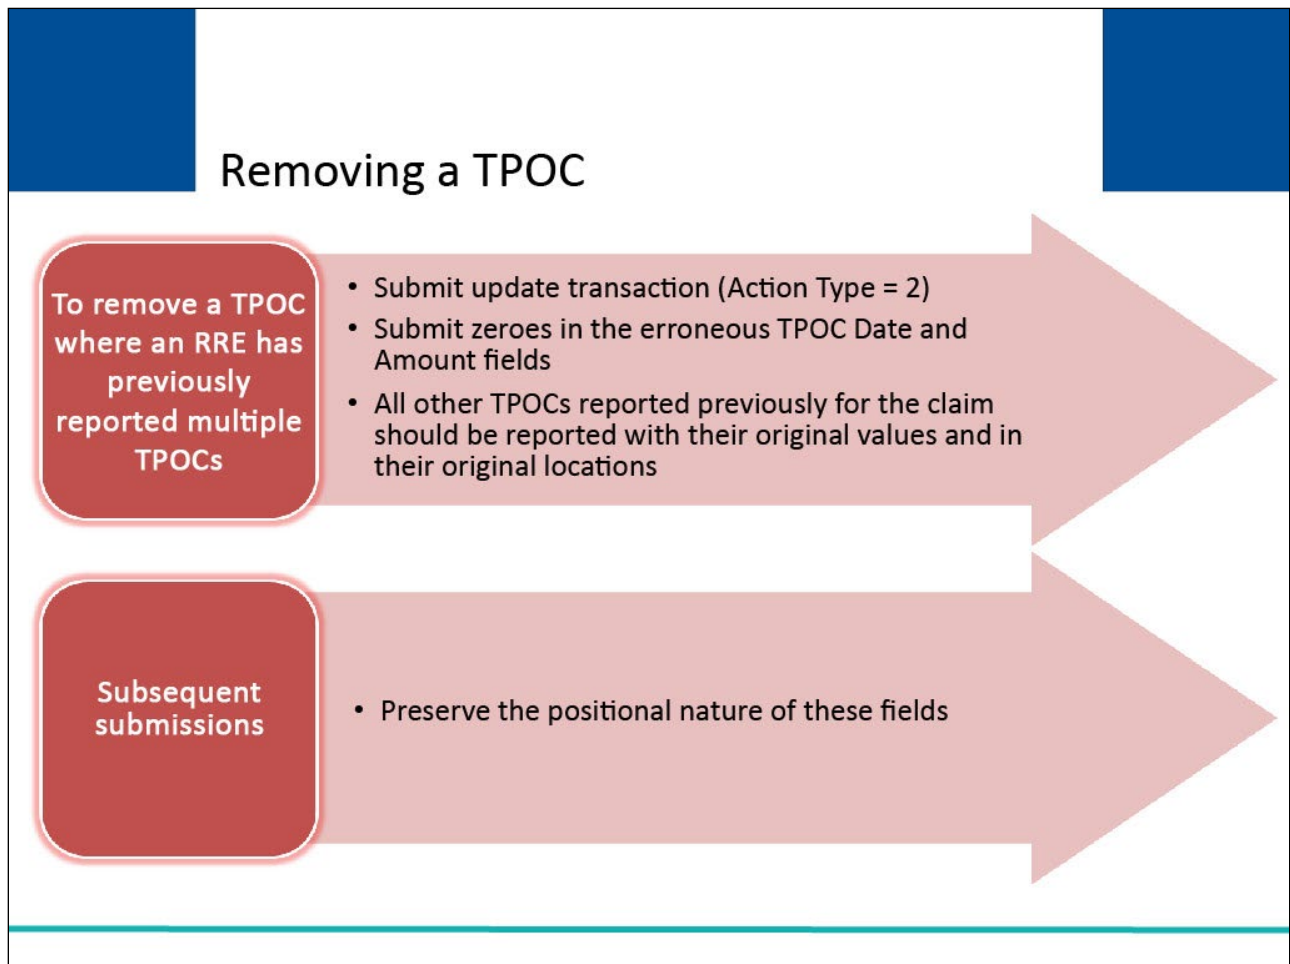 Removing a TPOC
To remove a TPOC
where an RRE has
previously
reported multiple
TPOCs
• Submit update transaction (Action Type = 2)
• Submit zeroes in the erroneous TPOC Date and
Amount fields
• All other TPOCs reported previously for the claim
should be reported with their original values and in
their original locations
Subsequent
submissions
• Preserve the positional nature of these fields